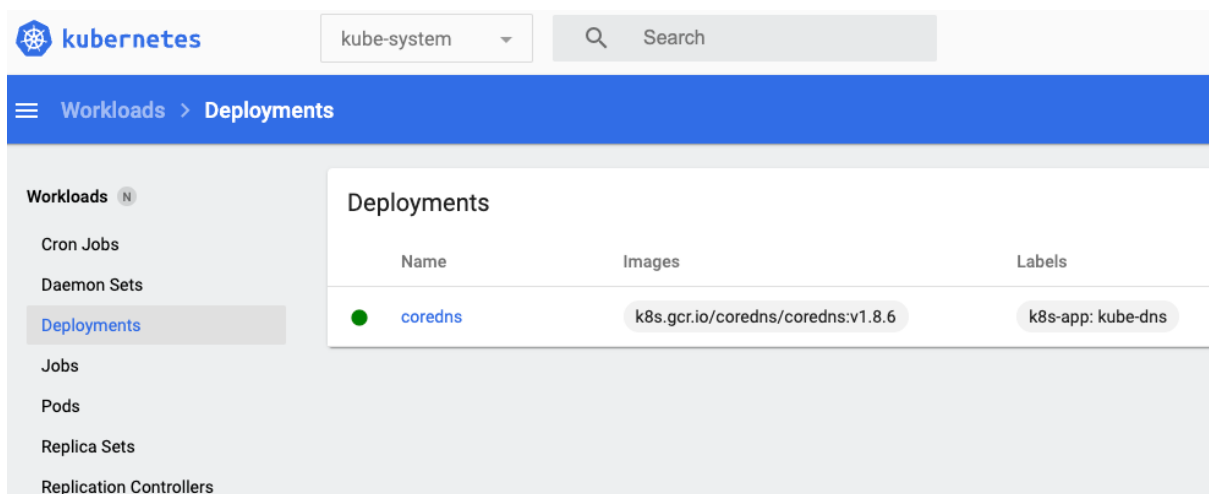 kubernetes
kube-system
Search
Workloads > Deployments
Workloads N
Cron Jobs
Daemon Sets
Deployments
Jobs
Pods
Replica Sets
Replication Controllers
Deployments
Name Images Labels
coredns k8s.gcr.io/coredns/coredns:v1.8.6 k8s-app: kube-dns